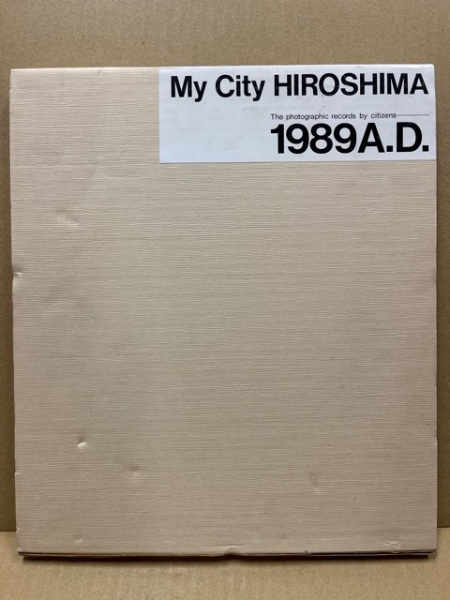 My City HIROSHIMA
The photographic records by citizens
1989A.D.